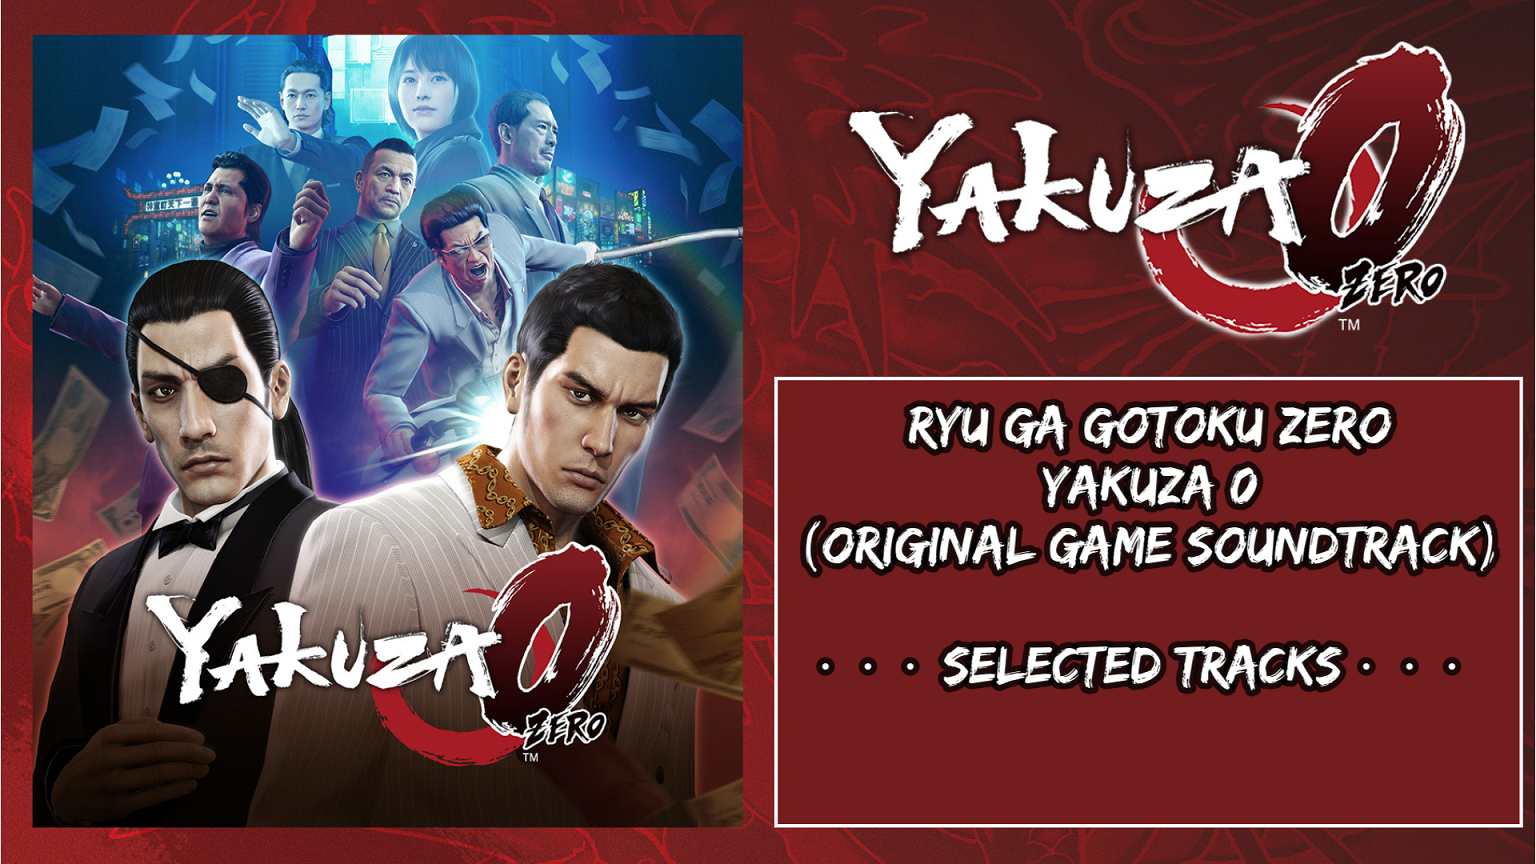 YAKUZA 0
ZERO
TM
YAKUZA 0
ZERO
TM
RYU GA GOTOKU ZERO
YAKUZA 0
(ORIGINAL GAME SOUNDTRACK)
· · · SELECTED TRACKS · · ·